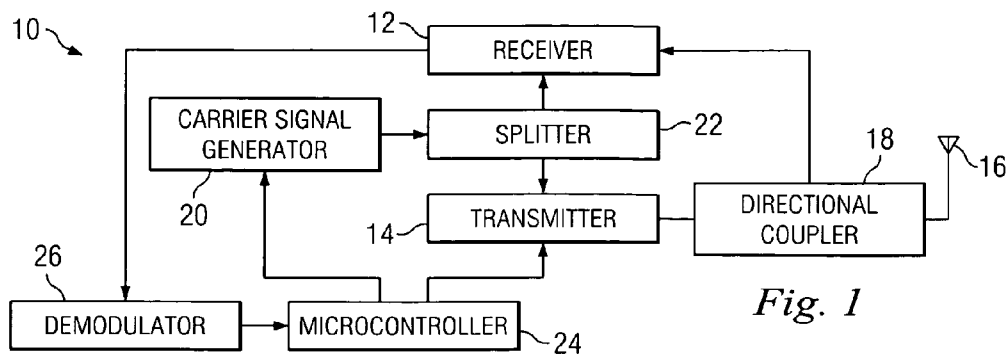 10
12
RECEIVER
CARRIER SIGNAL
GENERATOR
20
SPLITTER
22
18
16
TRANSMITTER
14
DIRECTIONAL
COUPLER
26
DEMODULATOR
MICROCONTROLLER
24
Fig. 1